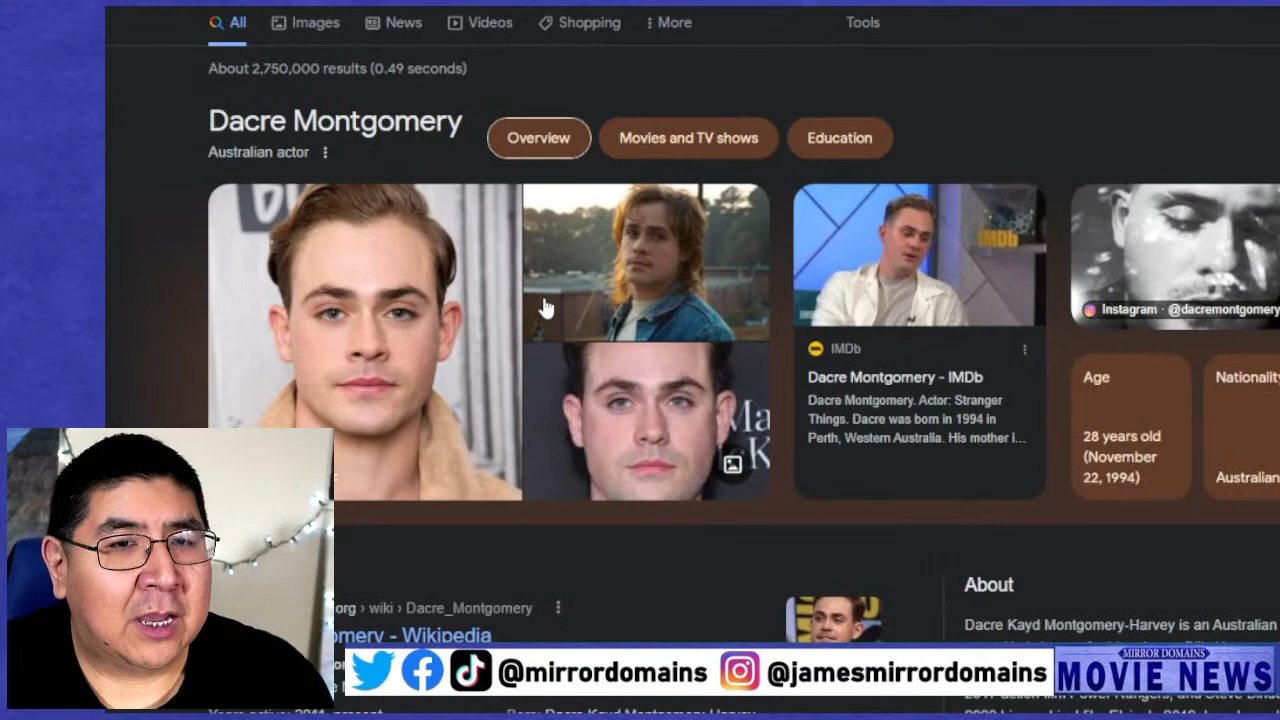 All Images News Videos Shopping More Tools
About 2,750,000 results (0.49 seconds)
Dacre Montgomery
Australian actor
Overview Movies and TV shows Education
IMDb
Instagram · @dacremontgomery
IMDb
Dacre Montgomery - IMDb
Dacre Montgomery. Actor: Stranger
Things. Dacre was born in 1994 in
Perth, Western Australia. His mother i...
Age
28 years old
(November
22, 1994)
Nationality
Australian
org › wiki › Dacre_Montgomery
omery - Wikipedia
About
Dacre Kayd Montgomery-Harvey is an Australian
@mirrordomains @jamesmirrordomains
MIRROR DOMAINS
MOVIE NEWS